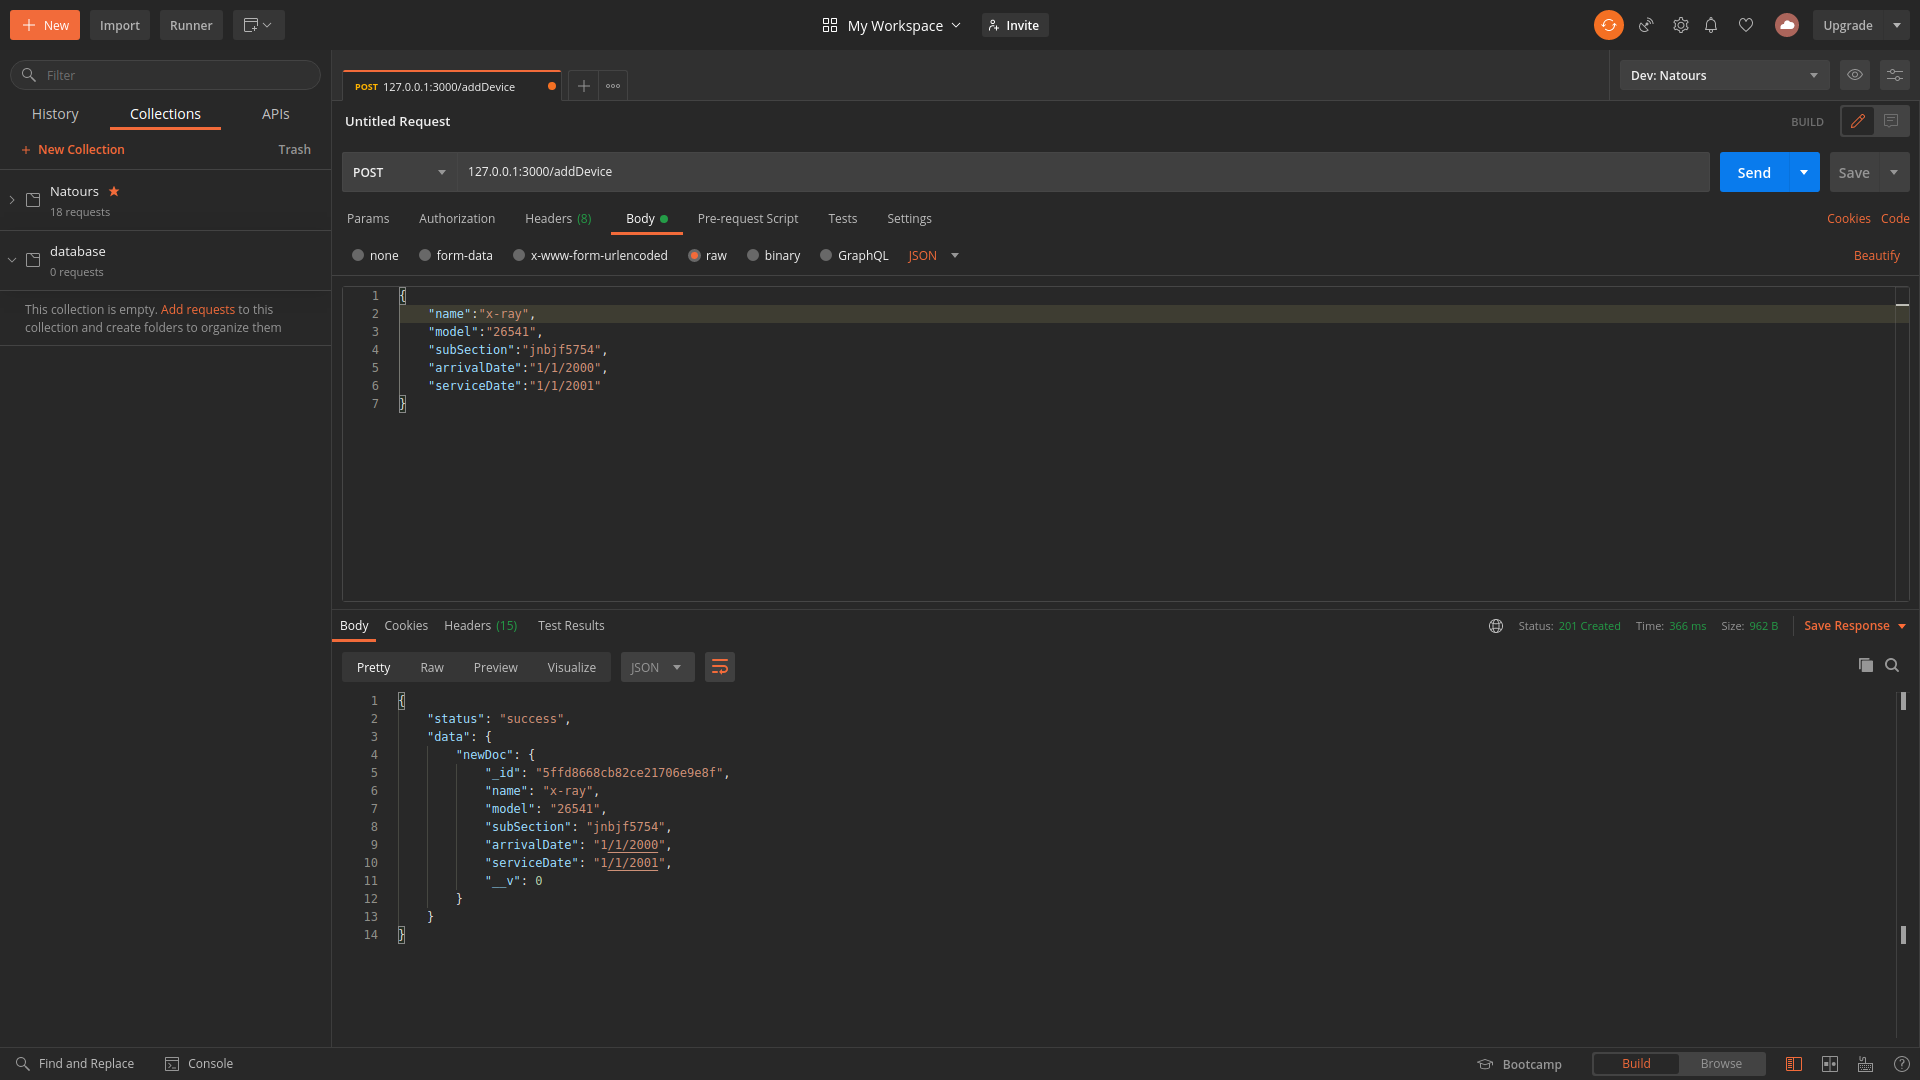 New Import Runner My Workspace Invite Upgrade
Filter
History Collections APIs
+ New Collection Trash
Natours
18 requests
database
0 requests
This collection is empty. Add requests to this
collection and create folders to organize them
POST 127.0.0.1:3000/addDevice
Dev: Natours
Untitled Request BUILD
POST 127.0.0.1:3000/addDevice Send Save
Params Authorization Headers (8) Body Pre-request Script Tests Settings Cookies Code
none form-data x-www-form-urlencoded raw binary GraphQL JSON Beautify
1 {
2 "name":"x-ray",
3 "model":"26541",
4 "subSection":"jnbjf5754",
5 "arrivalDate":"1/1/2000",
6 "serviceDate":"1/1/2001"
7 }
Body Cookies Headers (15) Test Results Status: 201 Created Time: 366 ms Size: 962 B Save Response
Pretty Raw Preview Visualize JSON
1 {
2 "status": "success",
3 "data": {
4 "newDoc": {
5 "_id": "5ffd8668cb82ce21706e9e8f",
6 "name": "x-ray",
7 "model": "26541",
8 "subSection": "jnbjf5754",
9 "arrivalDate": "1/1/2000",
10 "serviceDate": "1/1/2001",
11 "__v": 0
12 }
13 }
14 }
Find and Replace Console Bootcamp Build Browse